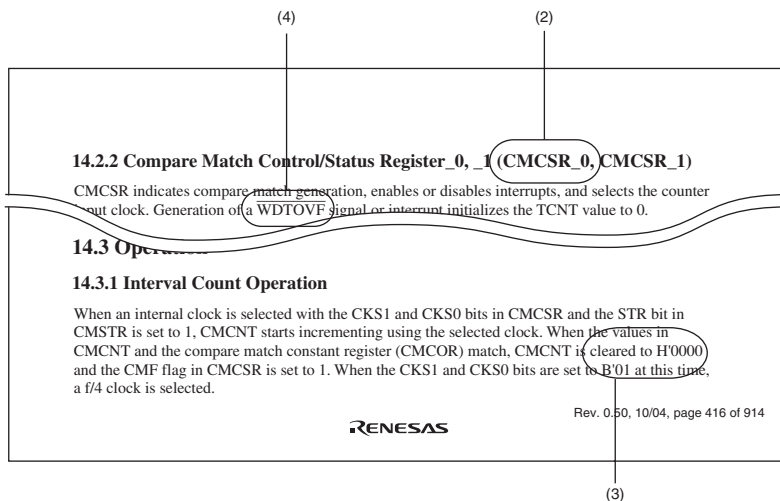 (4) (2)
14.2.2 Compare Match Control/Status Register_0, _1 (CMCSR_0, CMCSR_1)
CMCSR indicates compare match generation, enables or disables interrupts, and selects the counter
input clock. Generation of a WDTOVF signal or interrupt initializes the TCNT value to 0.
14.3 Operation
14.3.1 Interval Count Operation
When an internal clock is selected with the CKS1 and CKS0 bits in CMCSR and the STR bit in
CMSTR is set to 1, CMCNT starts incrementing using the selected clock. When the values in
CMCNT and the compare match constant register (CMCOR) match, CMCNT is cleared to H'0000
and the CMF flag in CMCSR is set to 1. When the CKS1 and CKS0 bits are set to B'01 at this time,
a f/4 clock is selected.
Rev. 0.50, 10/04, page 416 of 914
RENESAS
(3)